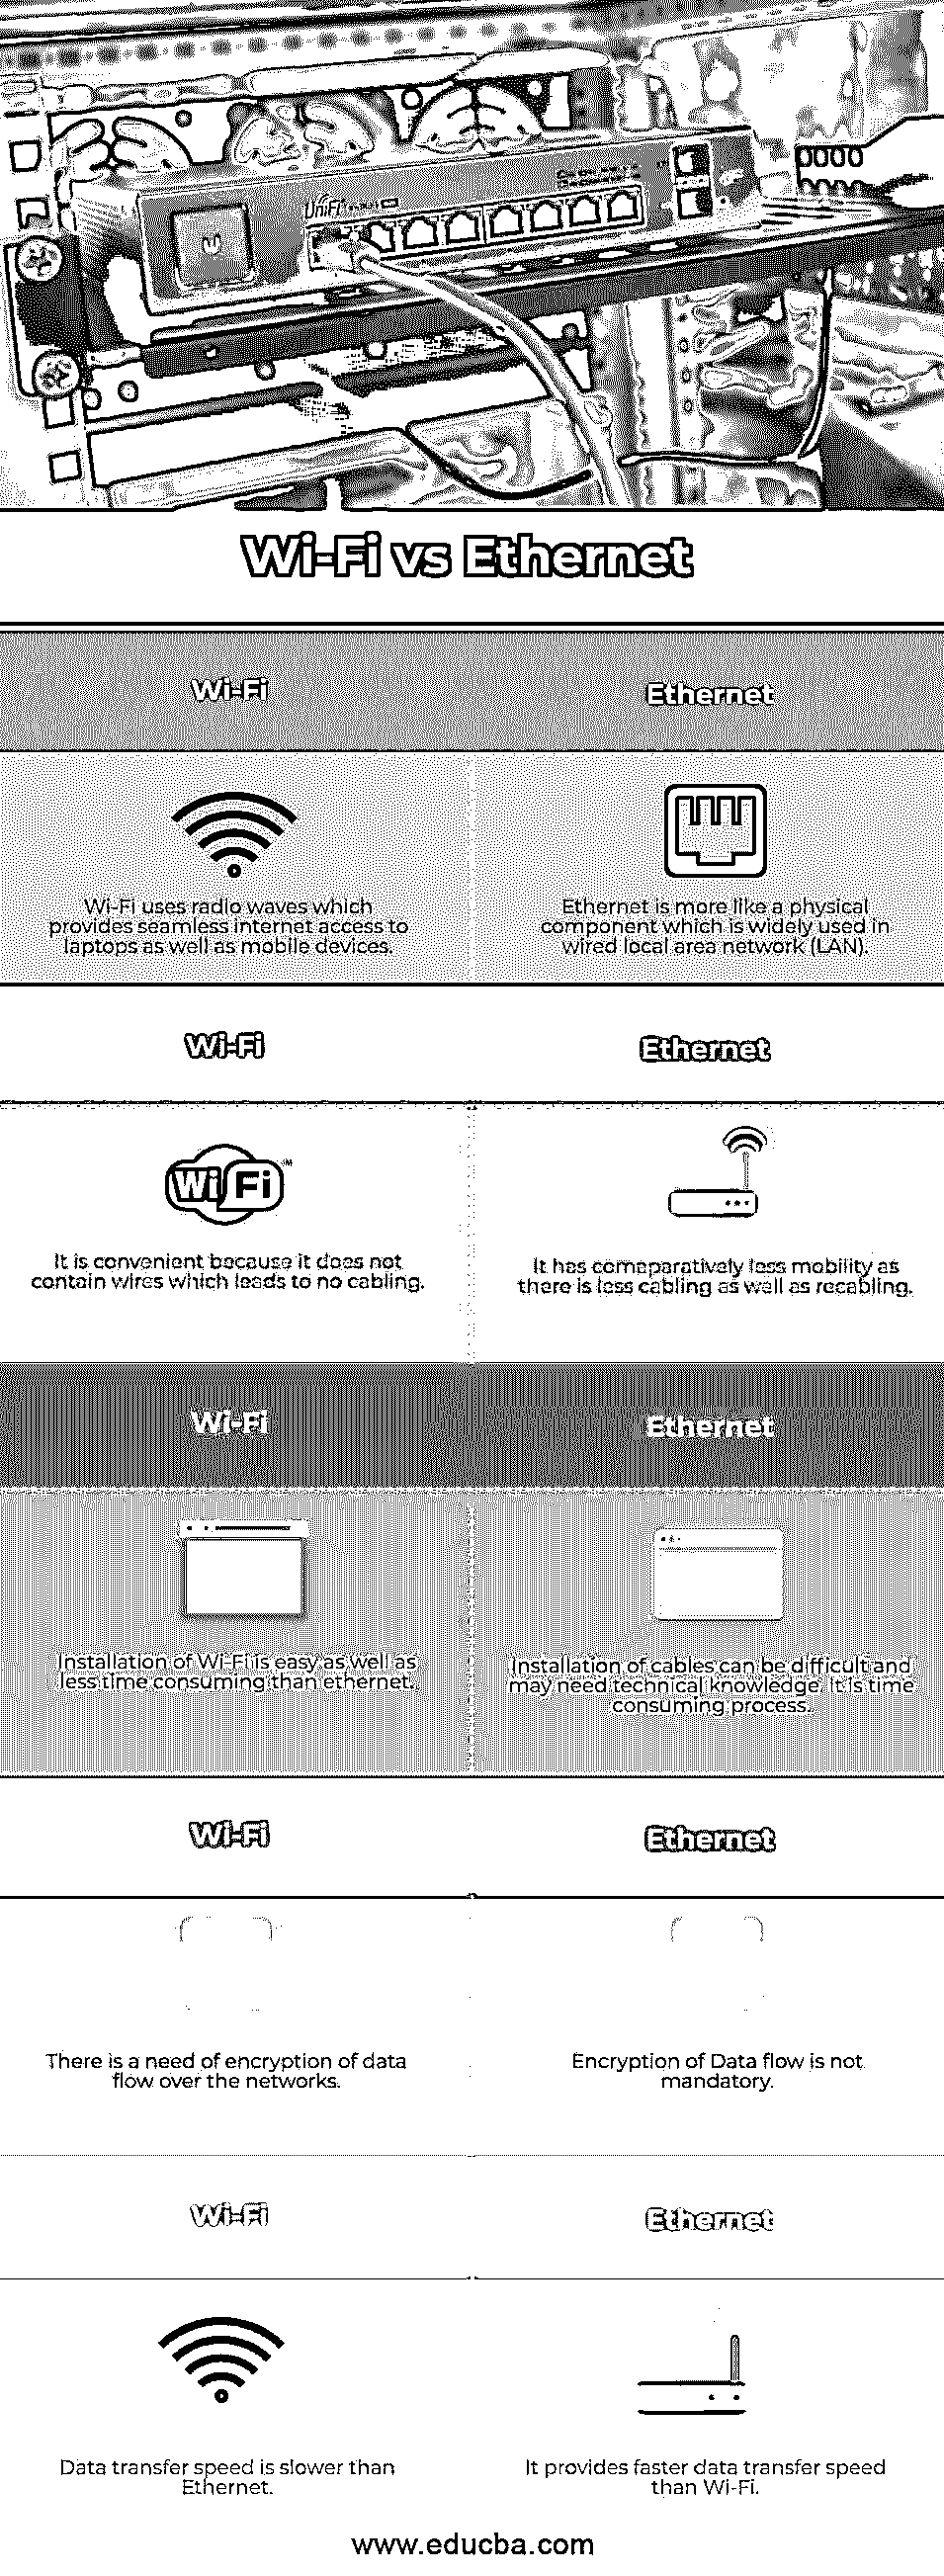 UniFi
Wi-Fi vs Ethernet
Wi-Fi
Ethernet
Wi-Fi uses radio waves which
provides seamless internet access to
laptops as well as mobile devices.
Ethernet is more like a physical
component which is widely used in
wired local area network (LAN).
Wi-Fi
Ethernet
Wi Fi TM
It is convenient because it does not
contain wires which leads to no cabling.
It has comeparatively less mobility as
there is less cabling as well as recabling.
Wi-Fi
Ethernet
Installation of Wi-Fi is easy as well as
less time consuming than ethernet.
Installation of cables can be difficult and
may need technical knowledge. It is time
consuming process.
Wi-Fi
Ethernet
There is a need of encryption of data
flow over the networks.
Encryption of Data flow is not
mandatory.
Wi-Fi
Ethernet
Data transfer speed is slower than
Ethernet.
It provides faster data transfer speed
than Wi-Fi.
www.educba.com